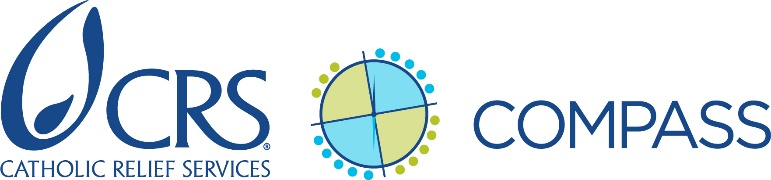 CRS®
CATHOLIC RELIEF SERVICES
COMPASS